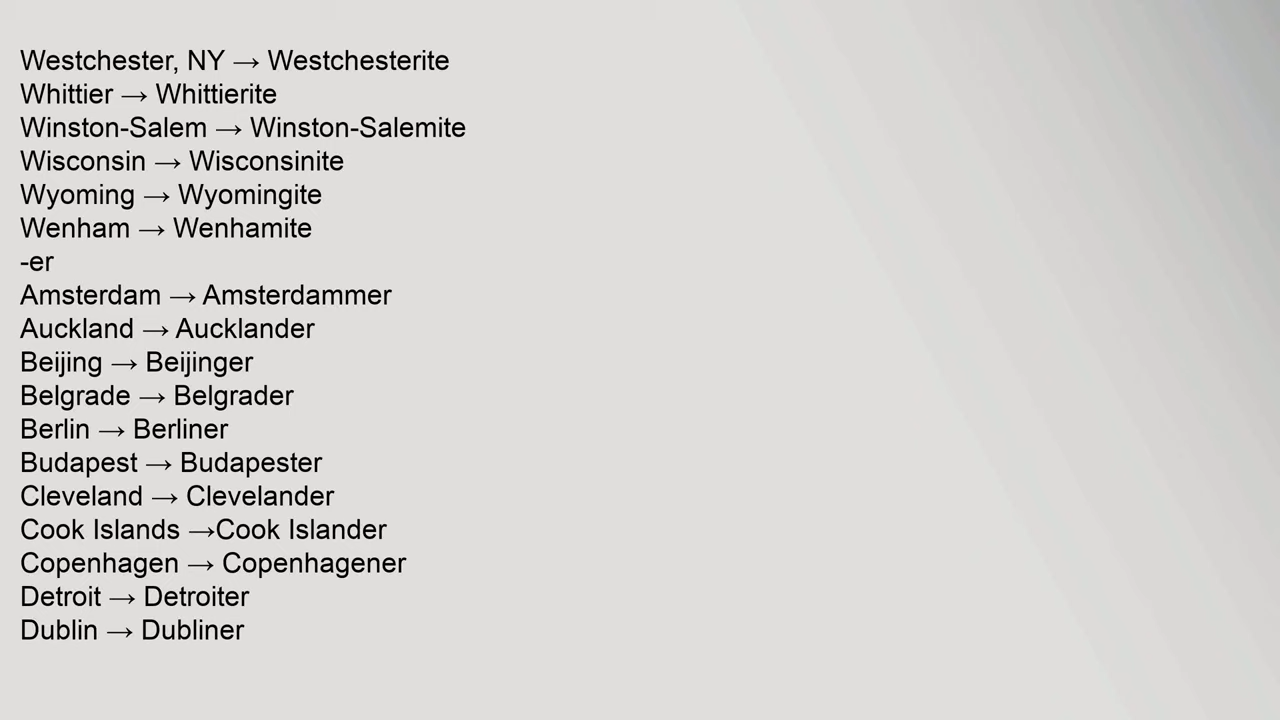 Westchester, NY → Westchesterite
Whittier → Whittierite
Winston-Salem → Winston-Salemite
Wisconsin → Wisconsinite
Wyoming → Wyomingite
Wenham → Wenhamite
-er
Amsterdam → Amsterdammer
Auckland → Aucklander
Beijing → Beijinger
Belgrade → Belgrader
Berlin → Berliner
Budapest → Budapester
Cleveland → Clevelander
Cook Islands →Cook Islander
Copenhagen → Copenhagener
Detroit → Detroiter
Dublin → Dubliner